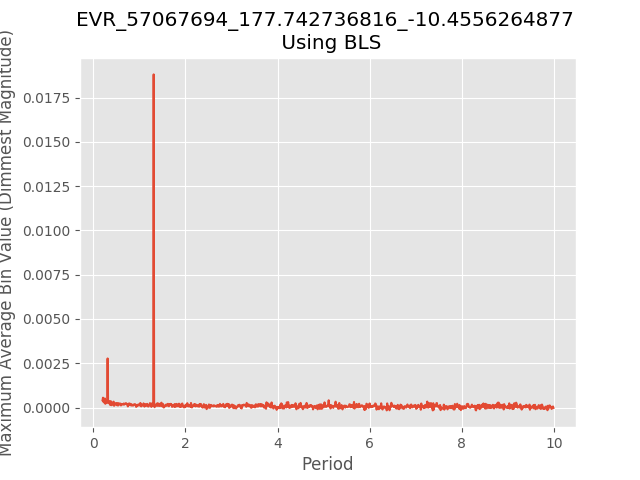 EVR_57067694_177.742736816_-10.4556264877
Using BLS
Maximum Average Bin Value (Dimmest Magnitude)
0.0175
0.0150
0.0125
0.0100
0.0075
0.0050
0.0025
0.0000
0 2 4 6 8 10
Period